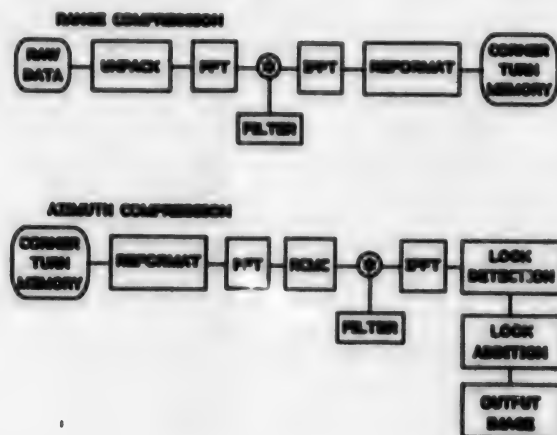 RANGE COMPRESSION
RAW DATA
UNPACK
FFT
IFFT
REFORMAT
CORNER TURN MEMORY
FILTER
AZIMUTH COMPRESSION
CORNER TURN MEMORY
REFORMAT
FFT
RCMC
IFFT
LOOK DETECTION
FILTER
LOOK ADDITION
OUTPUT IMAGE